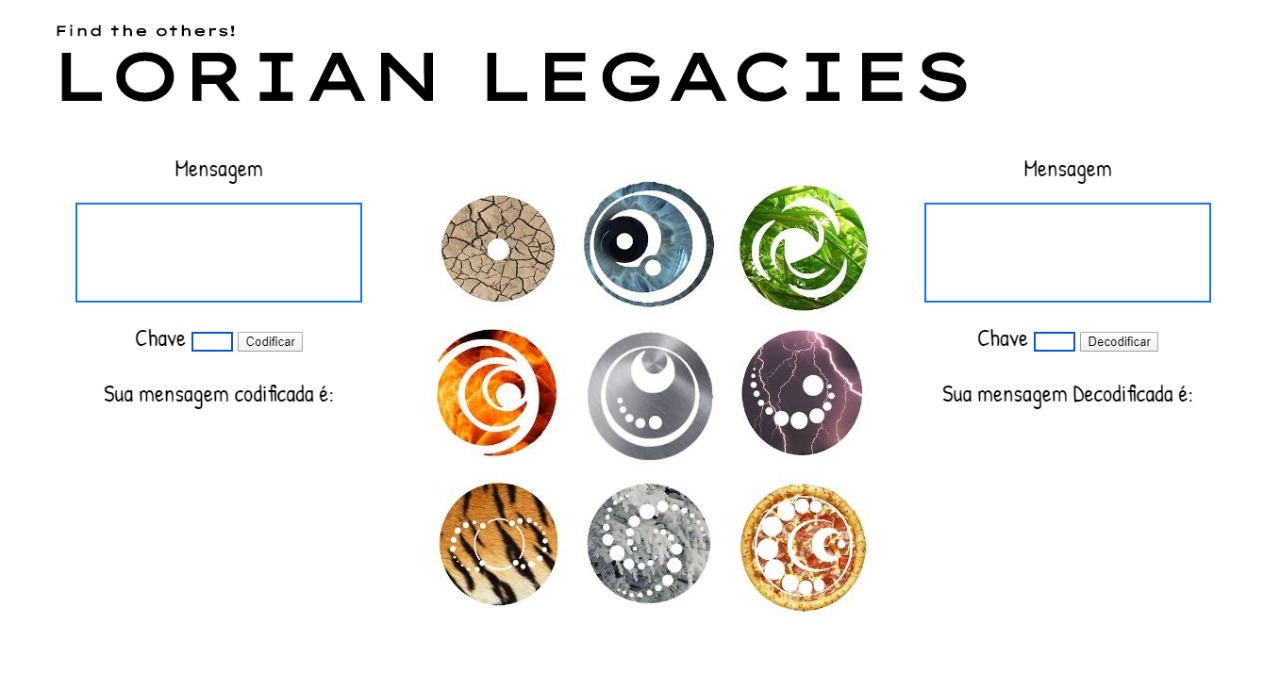 Find the others!
LORIAN LEGACIES
Mensagem
Chave
Codificar
Sua mensagem codificada é:
Mensagem
Chave
Decodificar
Sua mensagem Decodificada é: